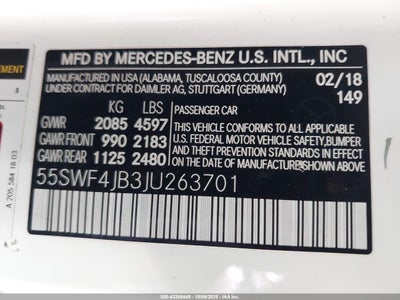 MFD BY MERCEDES-BENZ U.S. INTL., INC
MANUFACTURED IN USA (ALABAMA, TUSCALOOSA COUNTY)
UNDER CONTRACT FOR DAIMLER AG, STUTTGART (GERMANY)
02/18
149
KG LBS
GVWR 2085 4597
GAWR FRONT 990 2183
GAWR REAR 1125 2480
PASSENGER CAR
THIS VEHICLE CONFORMS TO ALL APPLICABLE
U.S. FEDERAL MOTOR VEHICLE SAFETY, BUMPER
AND THEFT PREVENTION STANDARDS IN EFFECT
ON THE DATE OF MANUFACTURE SHOWN ABOVE.
55SWF4JB3JU263701
EMENT
3
A 205 584 18 03